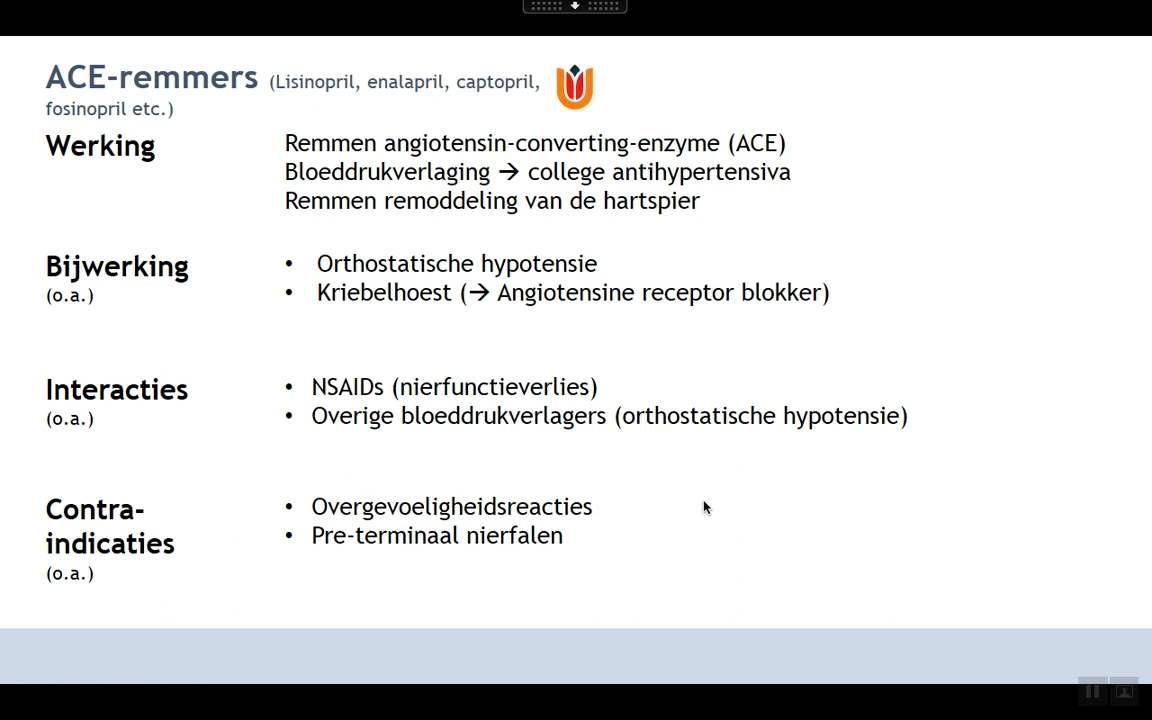 ACE-remmers (Lisinopril, enalapril, captopril,
fosinopril etc.)
Werking
Remmen angiotensin-converting-enzyme (ACE)
Bloeddrukverlaging → college antihypertensiva
Remmen remoddeling van de hartspier
Bijwerking
(o.a.)
• Orthostatische hypotensie
• Kriebelhoest (→ Angiotensine receptor blokker)
Interacties
(o.a.)
• NSAIDs (nierfunctieverlies)
• Overige bloeddrukverlagers (orthostatische hypotensie)
Contra-
indicaties
(o.a.)
• Overgevoeligheidsreacties
• Pre-terminaal nierfalen